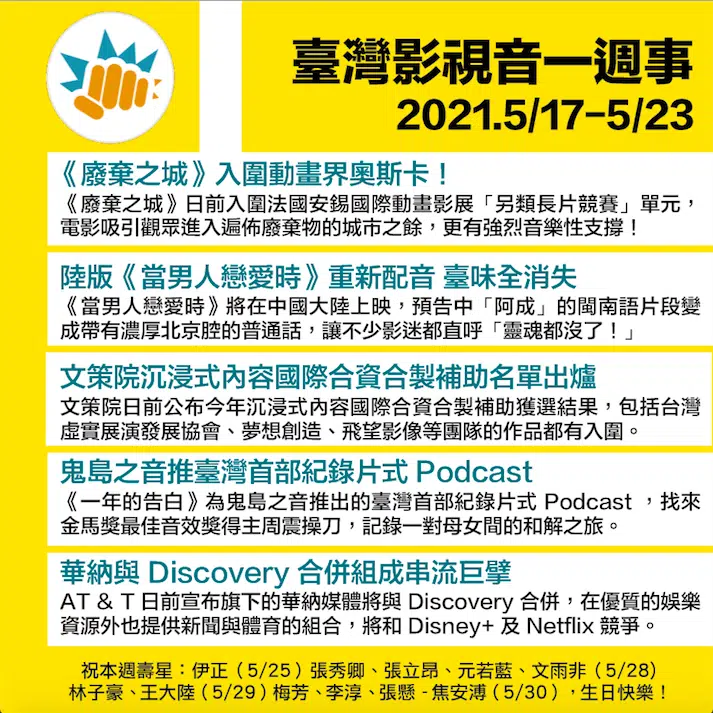 臺灣影視音一週事
2021.5/17-5/23
《廢棄之城》入圍動畫界奧斯卡！
《廢棄之城》日前入圍法國安錫國際動畫影展「另類長片競賽」單元，
電影吸引觀眾進入遍佈廢棄物的城市之餘，更有強烈音樂性支撐！
陸版《當男人戀愛時》重新配音 臺味全消失
《當男人戀愛時》將在中國大陸上映，預告中「阿成」的閩南語片段變
成帶有濃厚北京腔的普通話，讓不少影迷都直呼「靈魂都沒了！」
文策院沉浸式內容國際合資合製補助名單出爐
文策院日前公布今年沉浸式內容國際合資合製補助獲選結果，包括台灣
虛實展演發展協會、夢想創造、飛望影像等團隊的作品都有入圍。
鬼島之音推臺灣首部紀錄片式 Podcast
《一年的告白》為鬼島之音推出的臺灣首部紀錄片式 Podcast ，找來
金馬獎最佳音效獎得主周震操刀，記錄一對母女間的和解之旅。
華納與 Discovery 合併組成串流巨擘
AT & T 日前宣布旗下的華納媒體將與 Discovery 合併，在優質的娛樂
資源外也提供新聞與體育的組合，將和 Disney+ 及 Netflix 競爭。
祝本週壽星：伊正（5/25）張秀卿、張立昂、元若藍、文雨非（5/28）
林子豪、王大陸（5/29）梅芳、李淳、張懸 - 焦安溥（5/30），生日快樂！